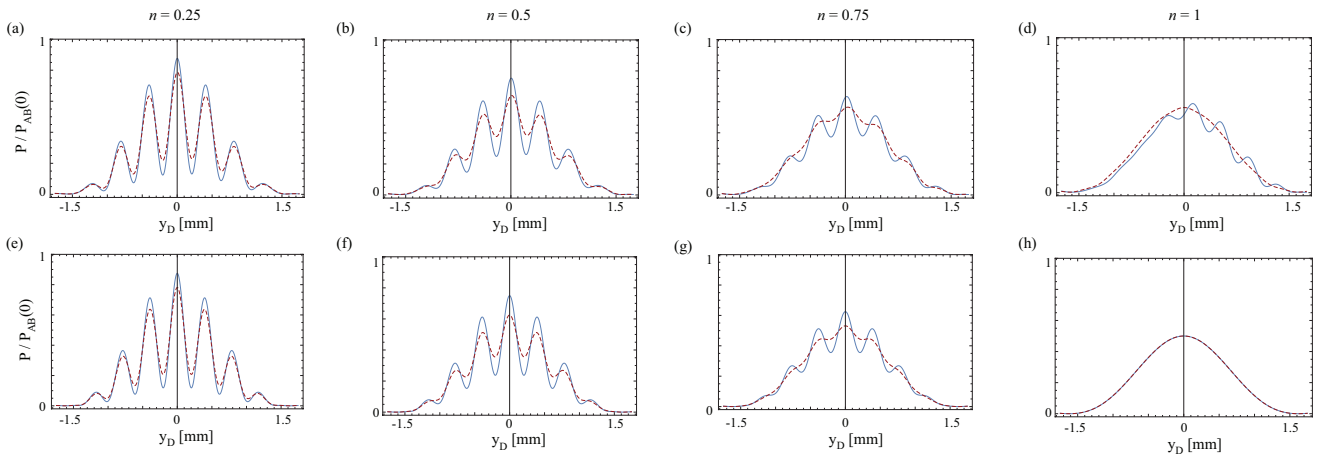 n = 0.25
n = 0.5
n = 0.75
n = 1
(a)
(b)
(c)
(d)
1
1
1
1
P / P_AB(0)
0
0
0
0
-1.5 0 1.5
-1.5 0 1.5
-1.5 0 1.5
-1.5 0 1.5
y_D [mm]
y_D [mm]
y_D [mm]
y_D [mm]
(e)
(f)
(g)
(h)
1
1
1
1
P / P_AB(0)
0
0
0
0
-1.5 0 1.5
-1.5 0 1.5
-1.5 0 1.5
-1.5 0 1.5
y_D [mm]
y_D [mm]
y_D [mm]
y_D [mm]